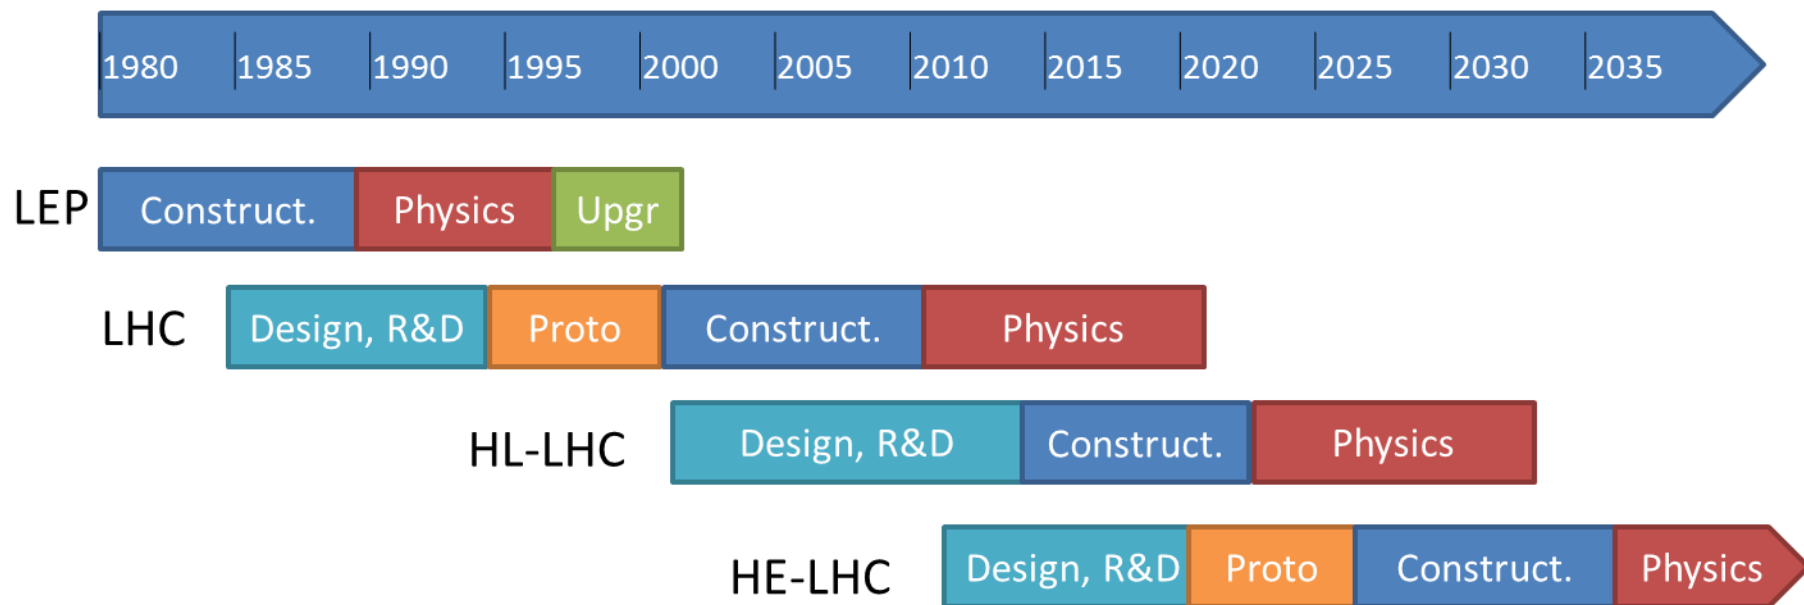 1980 1985 1990 1995 2000 2005 2010 2015 2020 2025 2030 2035
LEP Construct. Physics Upgr
LHC Design, R&D Proto Construct. Physics
HL-LHC Design, R&D Construct. Physics
HE-LHC Design, R&D Proto Construct. Physics